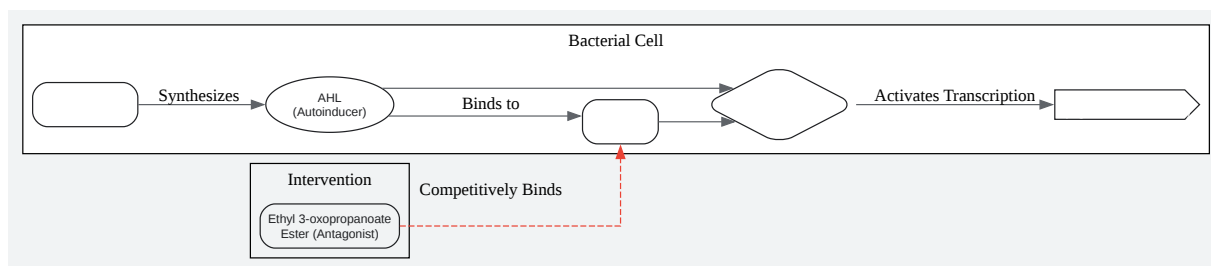 Bacterial Cell
Synthesizes
AHL
(Autoinducer)
Binds to
Activates Transcription
Intervention
Competitively Binds
Ethyl 3-oxopropanoate
Ester (Antagonist)